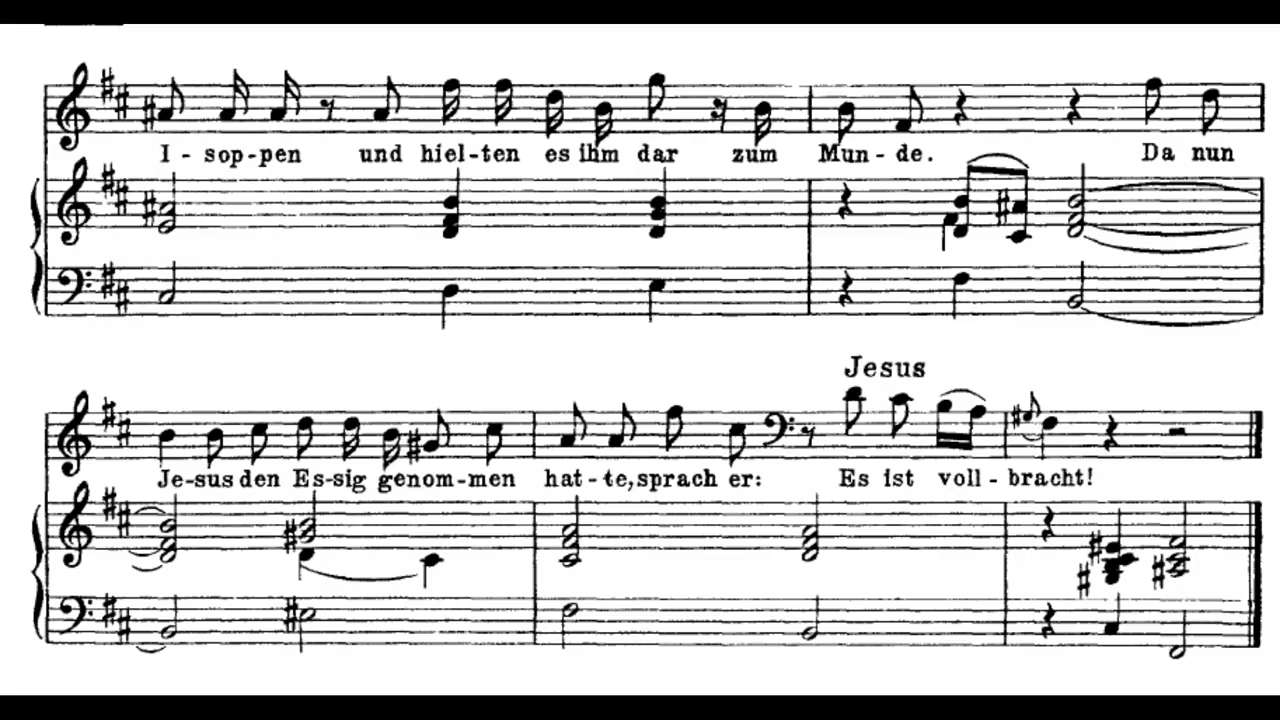 I - sop - pen und hiel - ten es ihm dar zum Mun - de. Da nun
Jesus
Je - sus den Es - sig genom - men hat - te, sprach er: Es ist voll - bracht!